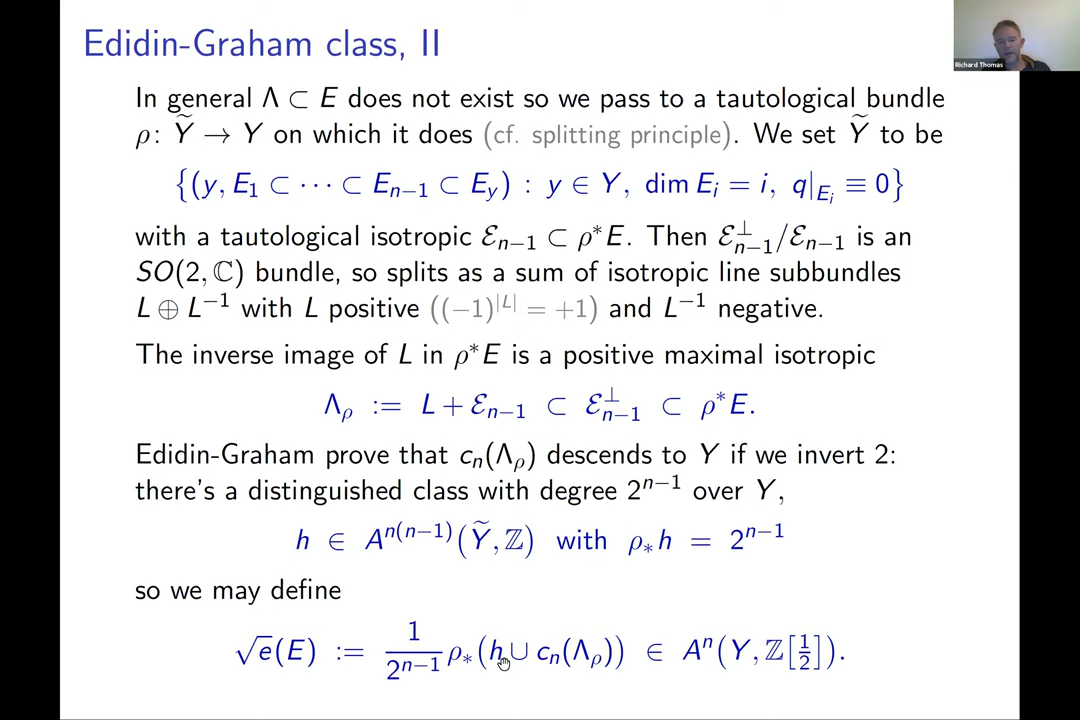 Edidin-Graham class, II
Richard Thomas
In general Λ ⊂ E does not exist so we pass to a tautological bundle
ρ: Ỹ → Y on which it does (cf. splitting principle). We set Ỹ to be
{(y, E₁ ⊂ ··· ⊂ Eₙ₋₁ ⊂ E_y) : y ∈ Y, dim E_i = i, q|_{E_i} ≡ 0}
with a tautological isotropic ℰₙ₋₁ ⊂ ρ*E. Then ℰ^⊥ₙ₋₁/ℰₙ₋₁ is an
SO(2, ℂ) bundle, so splits as a sum of isotropic line subbundles
L ⊕ L⁻¹ with L positive ((−1)^{|L|} = +1) and L⁻¹ negative.
The inverse image of L in ρ*E is a positive maximal isotropic
Λ_ρ := L + ℰₙ₋₁ ⊂ ℰ^⊥ₙ₋₁ ⊂ ρ*E.
Edidin-Graham prove that cₙ(Λ_ρ) descends to Y if we invert 2:
there's a distinguished class with degree 2ⁿ⁻¹ over Y,
h ∈ A^{n(n−1)}(Ỹ, ℤ) with ρ_*h = 2ⁿ⁻¹
so we may define
√e(E) := 1/2ⁿ⁻¹ ρ_*(h ∪ cₙ(Λ_ρ)) ∈ Aⁿ(Y, ℤ[1/2]).